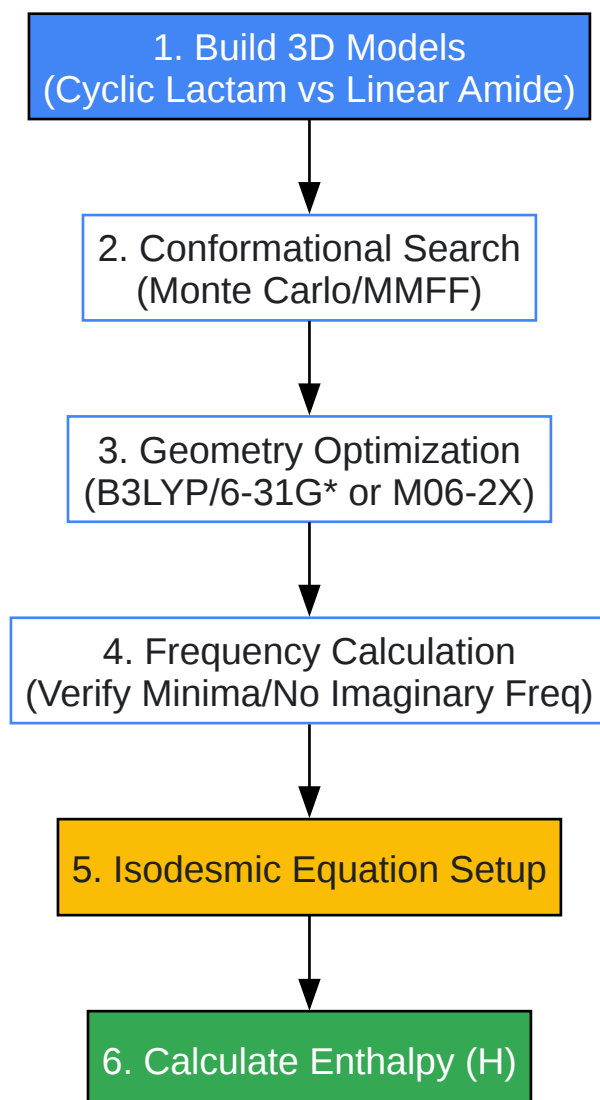 1. Build 3D Models
(Cyclic Lactam vs Linear Amide)
2. Conformational Search
(Monte Carlo/MMFF)
3. Geometry Optimization
(B3LYP/6-31G* or M06-2X)
4. Frequency Calculation
(Verify Minima/No Imaginary Freq)
5. Isodesmic Equation Setup
6. Calculate Enthalpy (H)